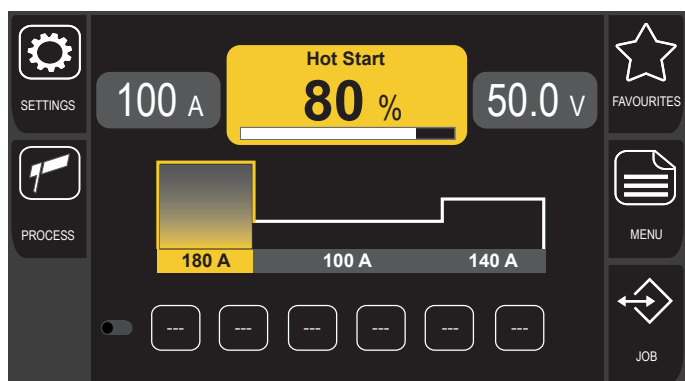 SETTINGS
PROCESS
100 A
Hot Start
80 %
50.0 V
180 A
100 A
140 A
---
---
---
---
---
---
FAVOURITES
MENU
JOB